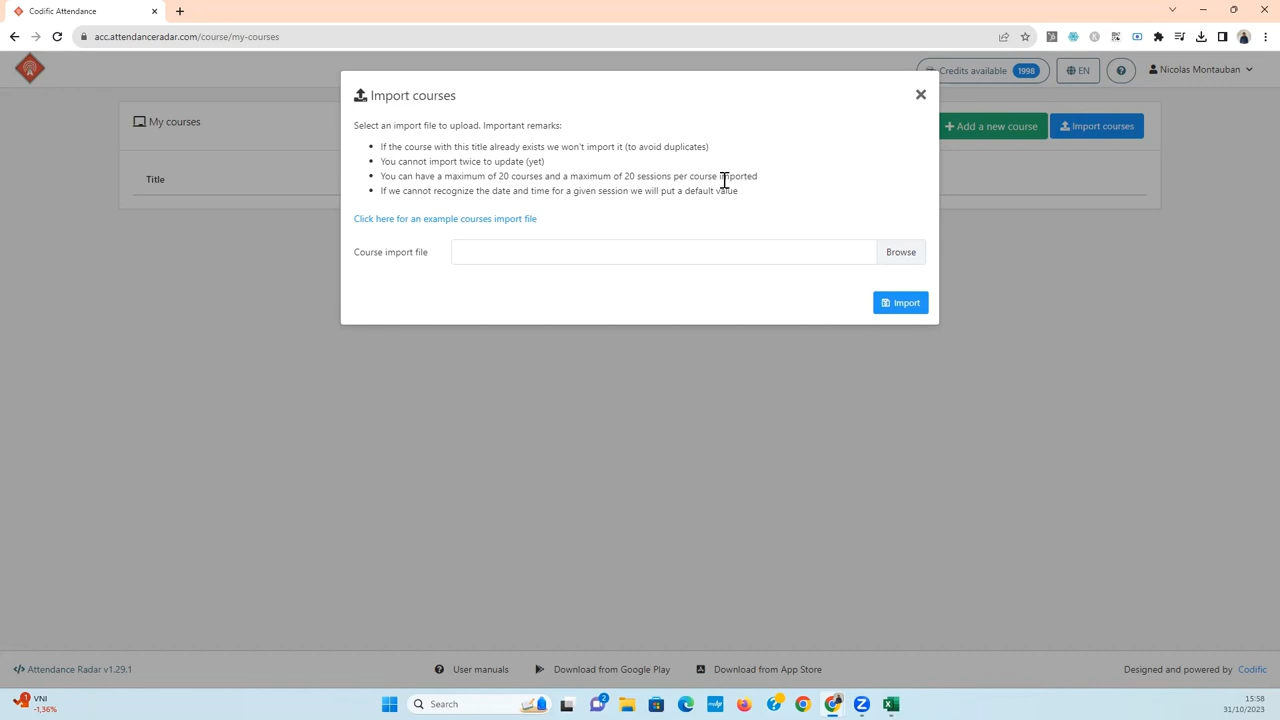 Codific Attendance
acc.attendanceradar.com/course/my-courses
Credits available 1998
EN
Nicolas Montauban
My courses
Add a new course
Import courses
Title
Import courses
Select an import file to upload. Important remarks:
If the course with this title already exists we won't import it (to avoid duplicates)
You cannot import twice to update (yet)
You can have a maximum of 20 courses and a maximum of 20 sessions per course imported
If we cannot recognize the date and time for a given session we will put a default value
Click here for an example courses import file
Course import file
Browse
Import
Attendance Radar v1.29.1
User manuals
Download from Google Play
Download from App Store
Designed and powered by Codific
1
VNI
-1,36%
Search
2
15:58
31/10/2023